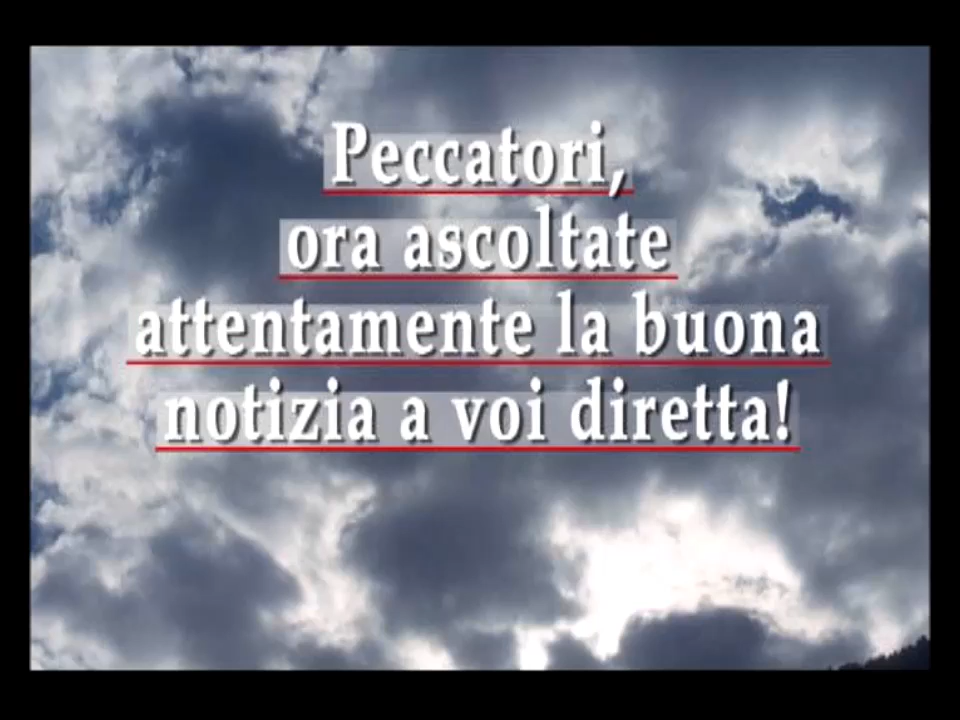 Peccatori,
ora ascoltate
attentamente la buona
notizia a voi diretta!